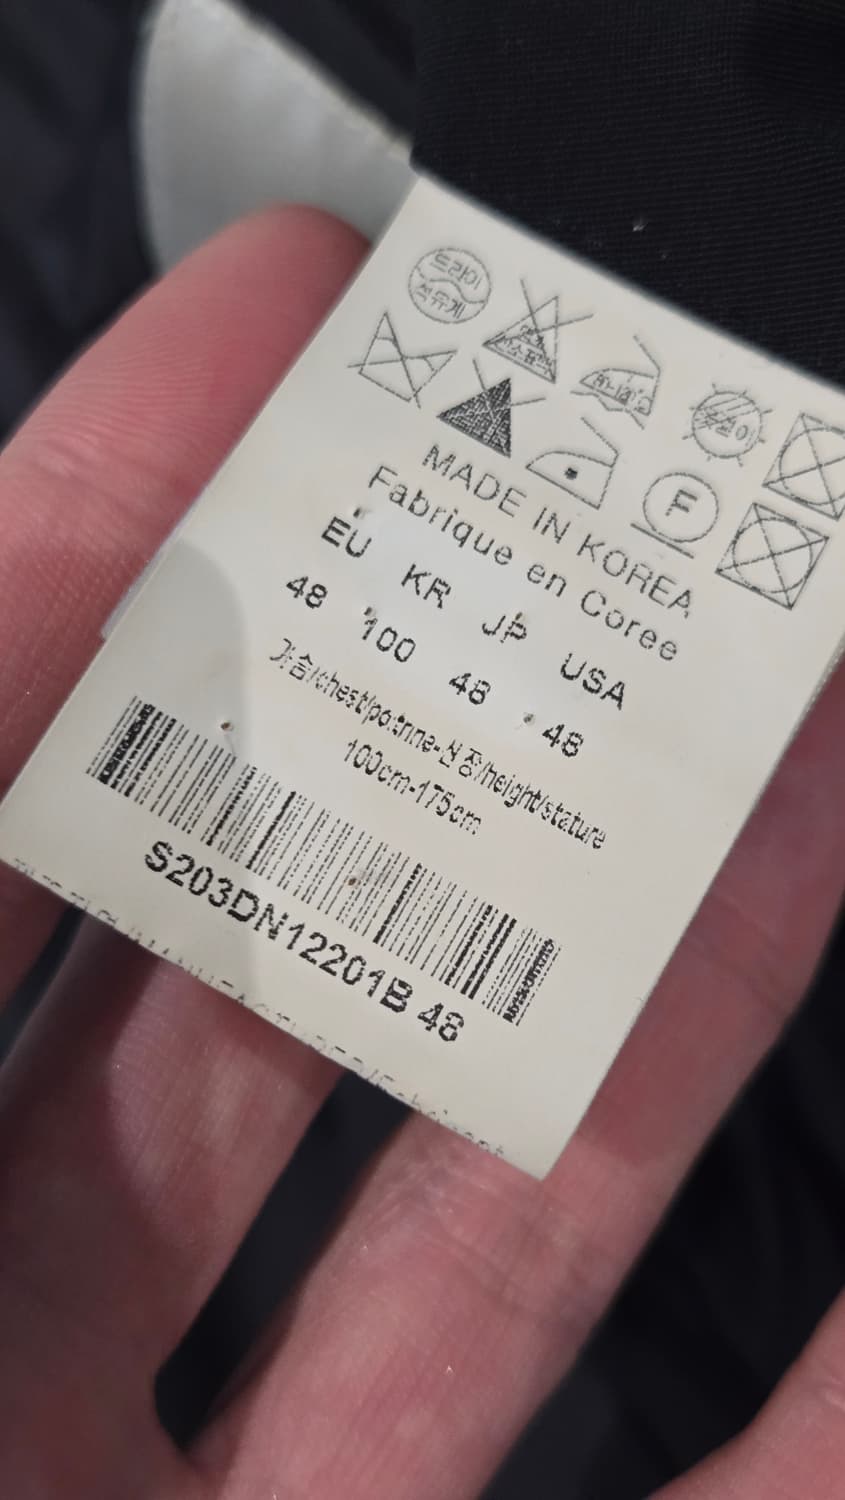 드라이
석유계
F
MADE IN KOREA
Fabrique en Coree
EU KR JP USA
48 100 48 48
가슴/chest/poitrine-신장/height/stature
100cm-175cm
S203DN12201B 48